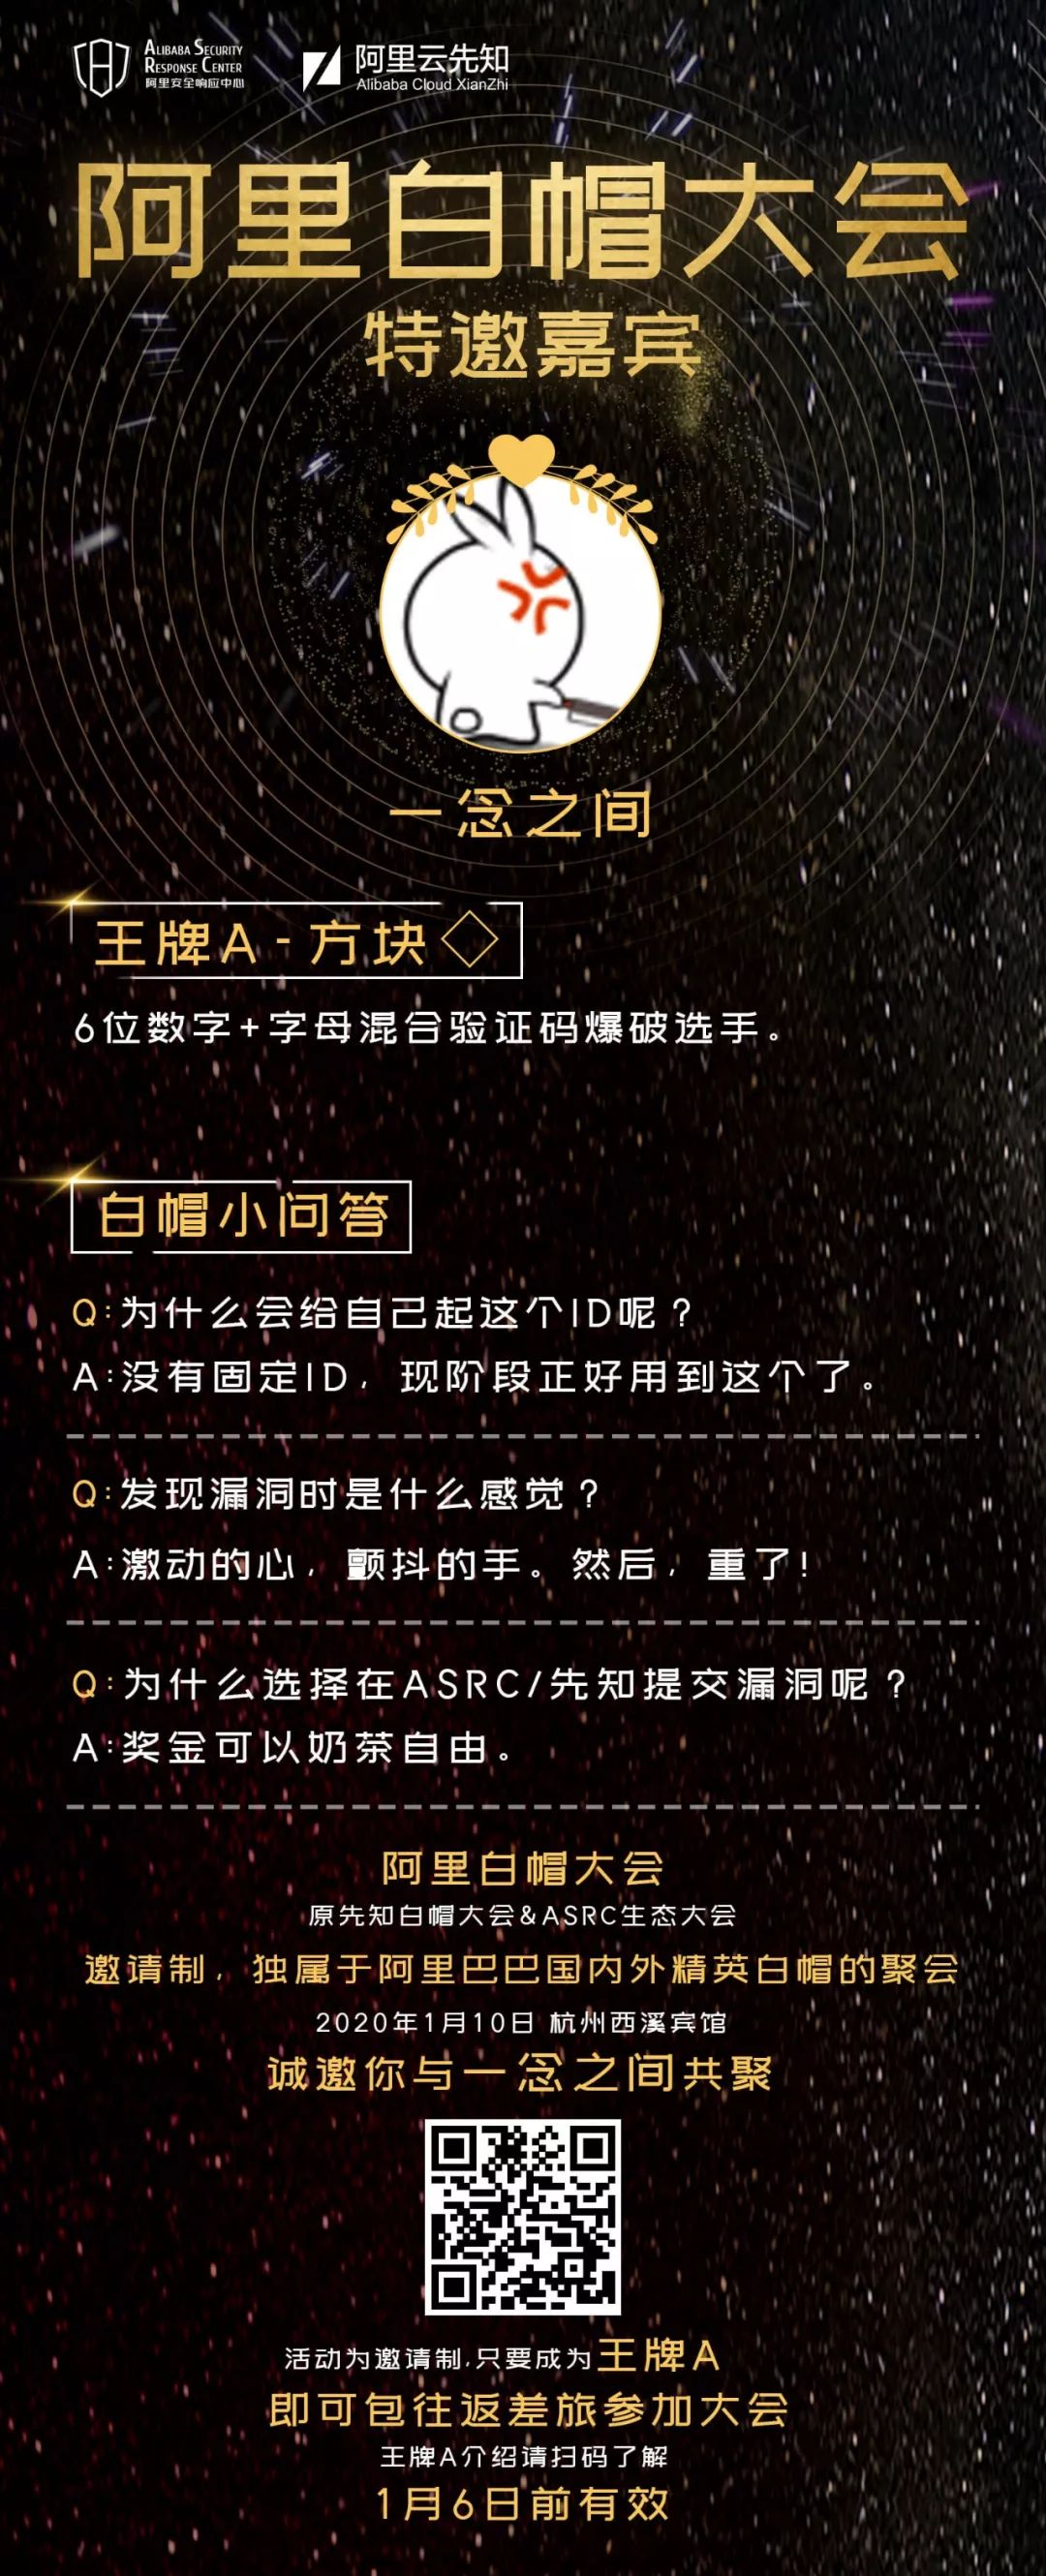 ALIBABA SECURITY
RESPONSE CENTER
阿里安全响应中心
阿里云先知
Alibaba Cloud XianZhi
阿里白帽大会
特邀嘉宾
一念之间
王牌A-方块◇
6位数字+字母混合验证码爆破选手。
白帽小问答
Q:为什么会给自己起这个ID呢？
A:没有固定ID，现阶段正好用到这个了。
Q:发现漏洞时是什么感觉？
A:激动的心，颤抖的手。然后，重了!
Q:为什么选择在ASRC/先知提交漏洞呢？
A:奖金可以奶茶自由。
阿里白帽大会
原先知白帽大会&ASRC生态大会
邀请制，独属于阿里巴巴国内外精英白帽的聚会
2020年1月10日 杭州西溪宾馆
诚邀你与一念之间共聚
活动为邀请制，只要成为王牌A
即可包往返差旅参加大会
王牌A介绍请扫码了解
1月6日前有效